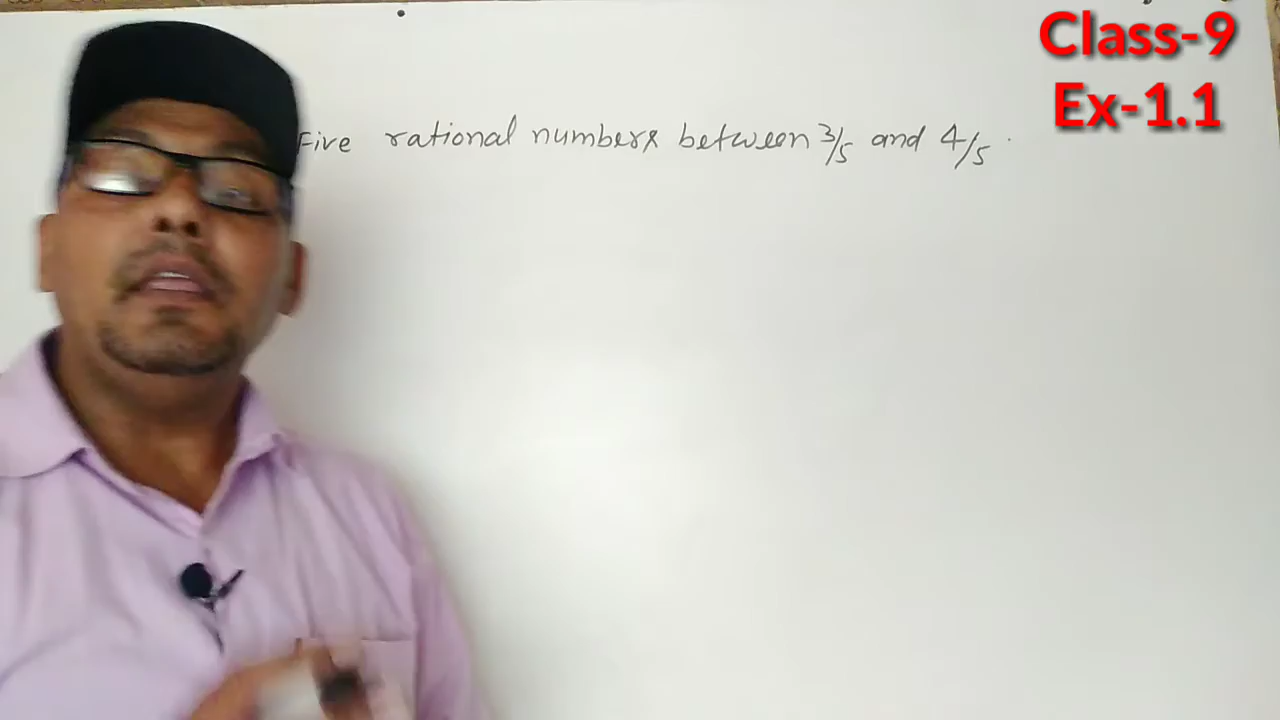 Class-9
Ex-1.1
Five rational numbers between 3/5 and 4/5.